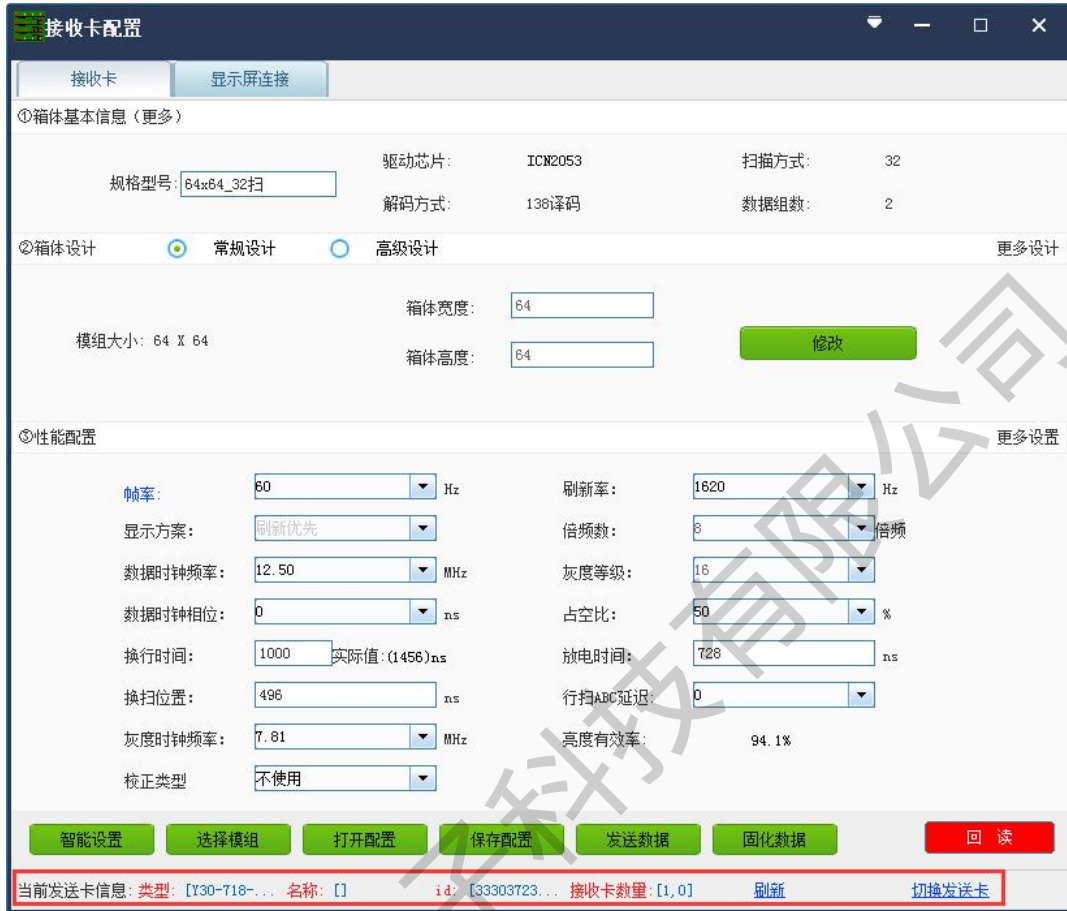 接收卡配置
接收卡 显示屏连接
①箱体基本信息（更多）
规格型号: 64x64_32扫
驱动芯片: ICN2053 扫描方式: 32
解码方式: 138译码 数据组数: 2
②箱体设计 常规设计 高级设计 更多设计
模组大小: 64 X 64
箱体宽度: 64
箱体高度: 64
修改
③性能配置 更多设置
帧率: 60 Hz 刷新率: 1620 Hz
显示方案: 刷新优先 倍频数: 8 倍频
数据时钟频率: 12.50 MHz 灰度等级: 16
数据时钟相位: 0 ns 占空比: 50 %
换行时间: 1000 实际值:(1456)ns 放电时间: 728 ns
换扫位置: 496 ns 行扫ABC延迟: 0
灰度时钟频率: 7.81 MHz 亮度有效率: 94.1%
校正类型 不使用
智能设置 选择模组 打开配置 保存配置 发送数据 固化数据 回 读
当前发送卡信息: 类型: [Y30-718-... 名称: [] id: [33303723... 接收卡数量:[1,0] 刷新 切换发送卡
子科技有限公司